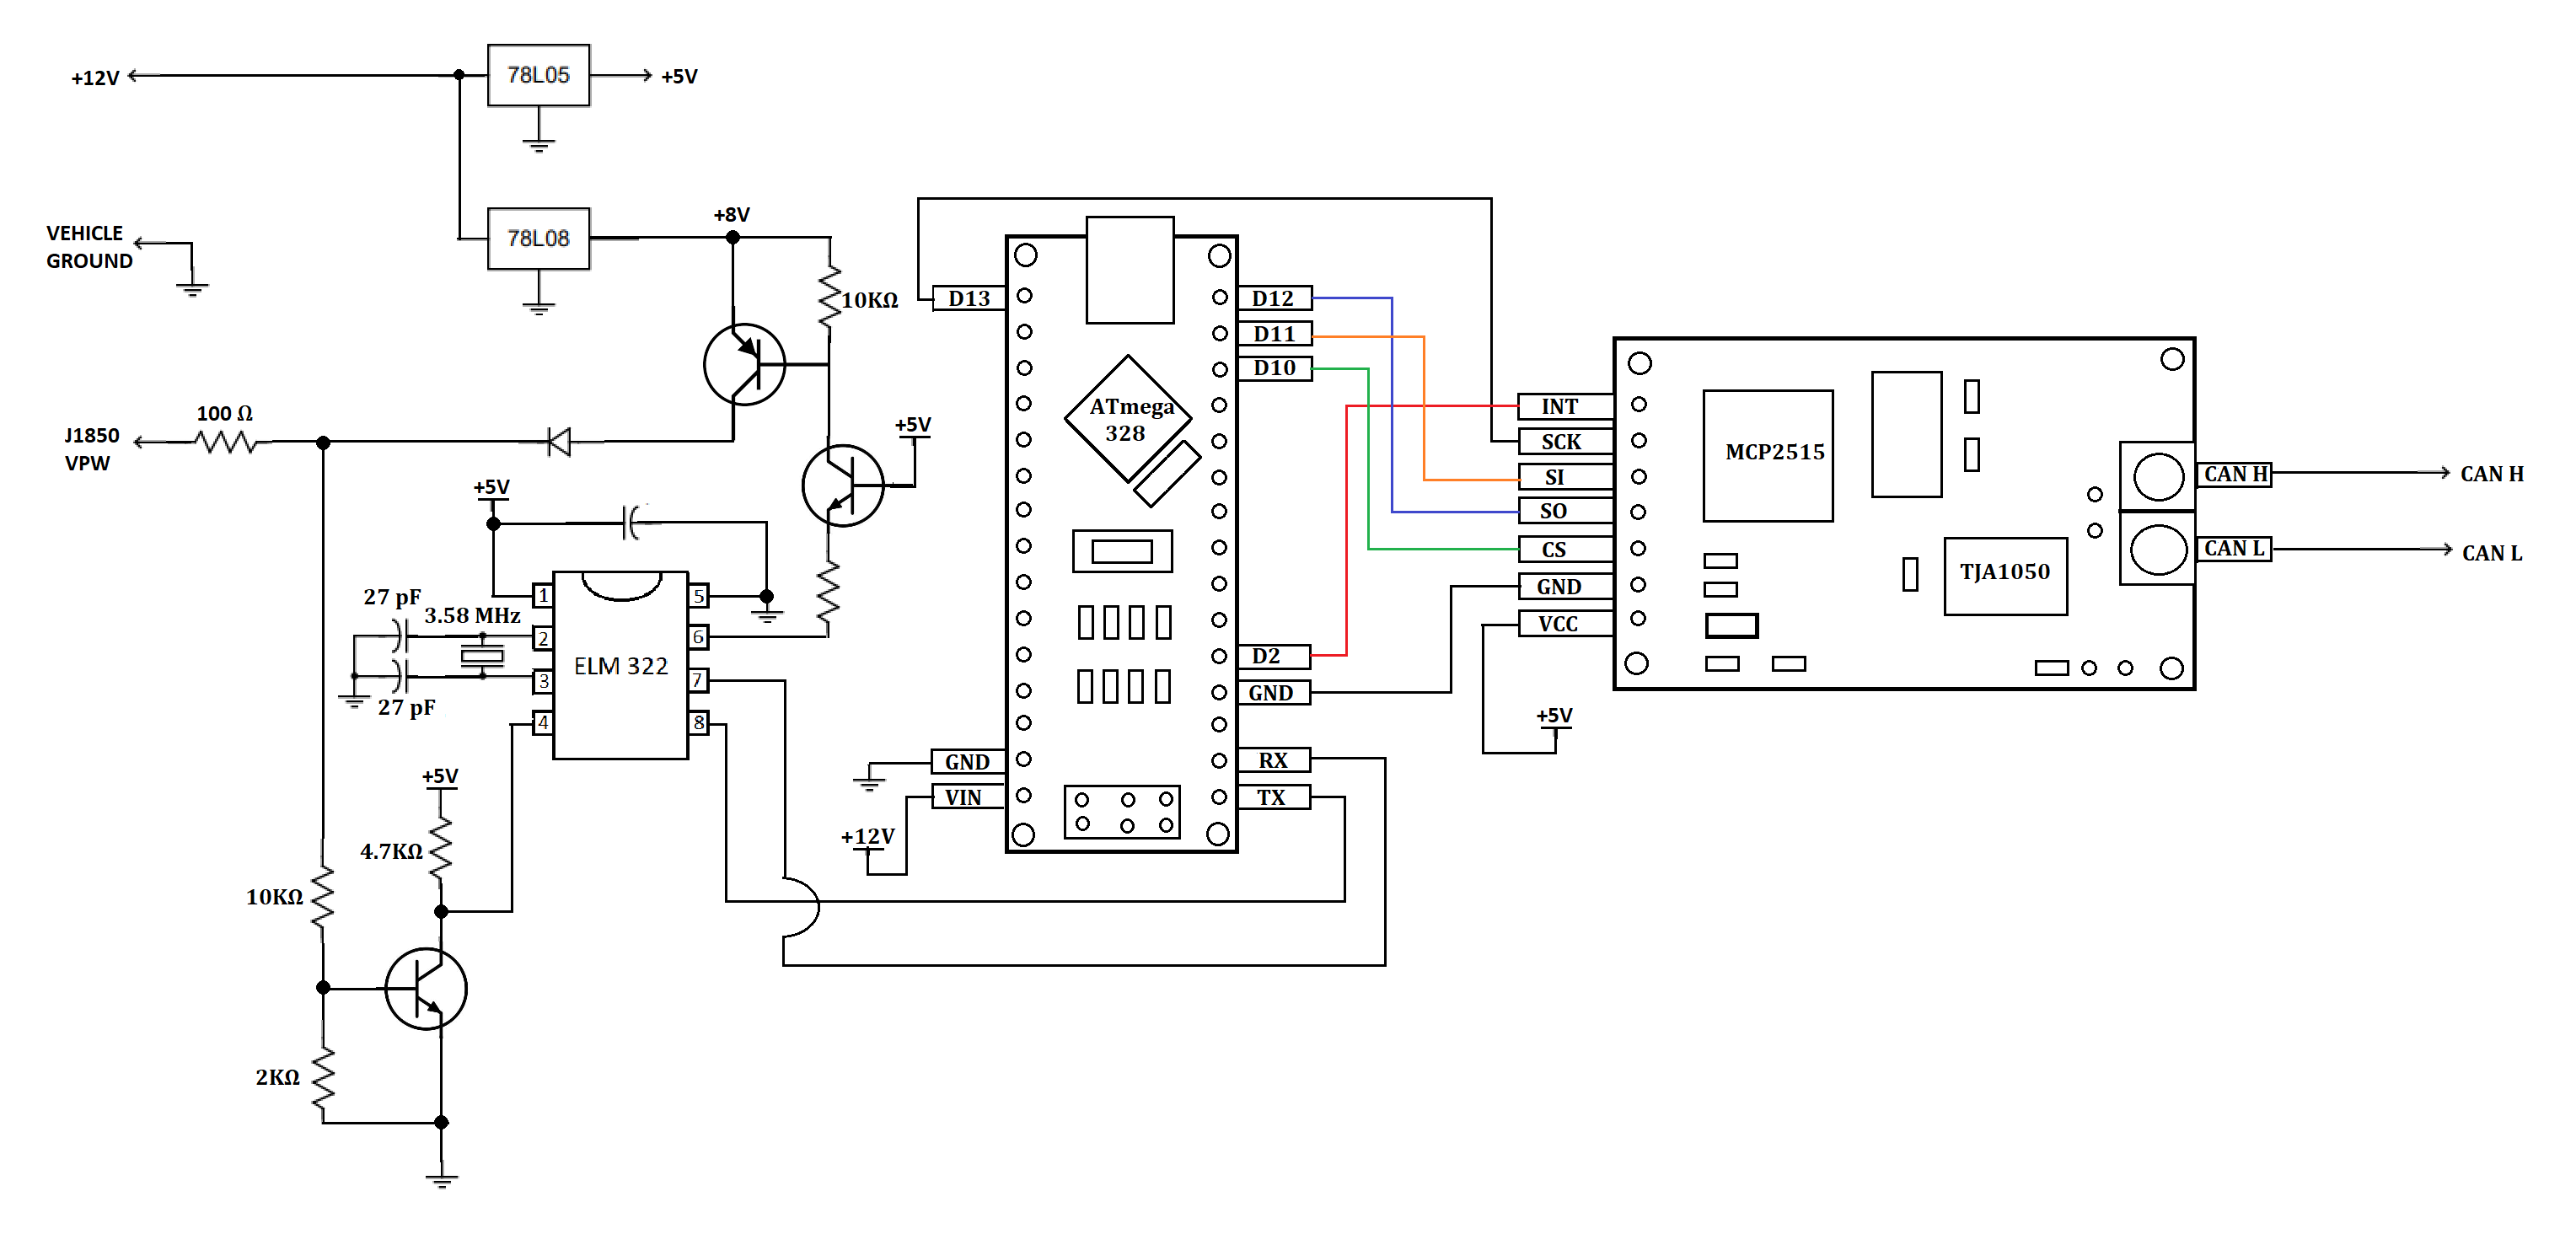 +12V
78L05
+5V
VEHICLE
GROUND
78L08
+8V
10KΩ
J1850
VPW
100 Ω
+5V
+5V
27 pF
3.58 MHz
27 pF
1
2
3
4
5
6
7
8
ELM 322
+5V
4.7KΩ
10KΩ
2KΩ
D13
GND
VIN
+12V
ATmega
328
D12
D11
D10
D2
GND
RX
TX
INT
SCK
SI
SO
CS
GND
VCC
+5V
MCP2515
TJA1050
CAN H
CAN L
CAN H
CAN L